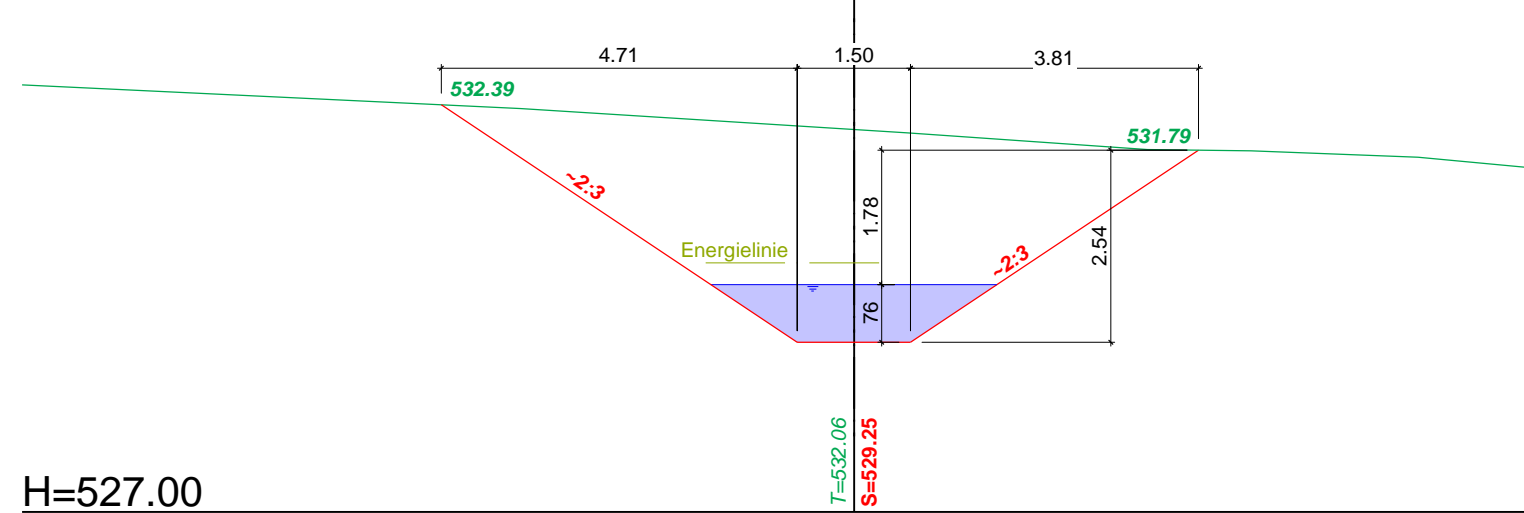 4.71
1.50
3.81
532.39
531.79
~2:3
1.78
2.54
Energielinie
~2:3
76
T=532.06
S=529.25
H=527.00